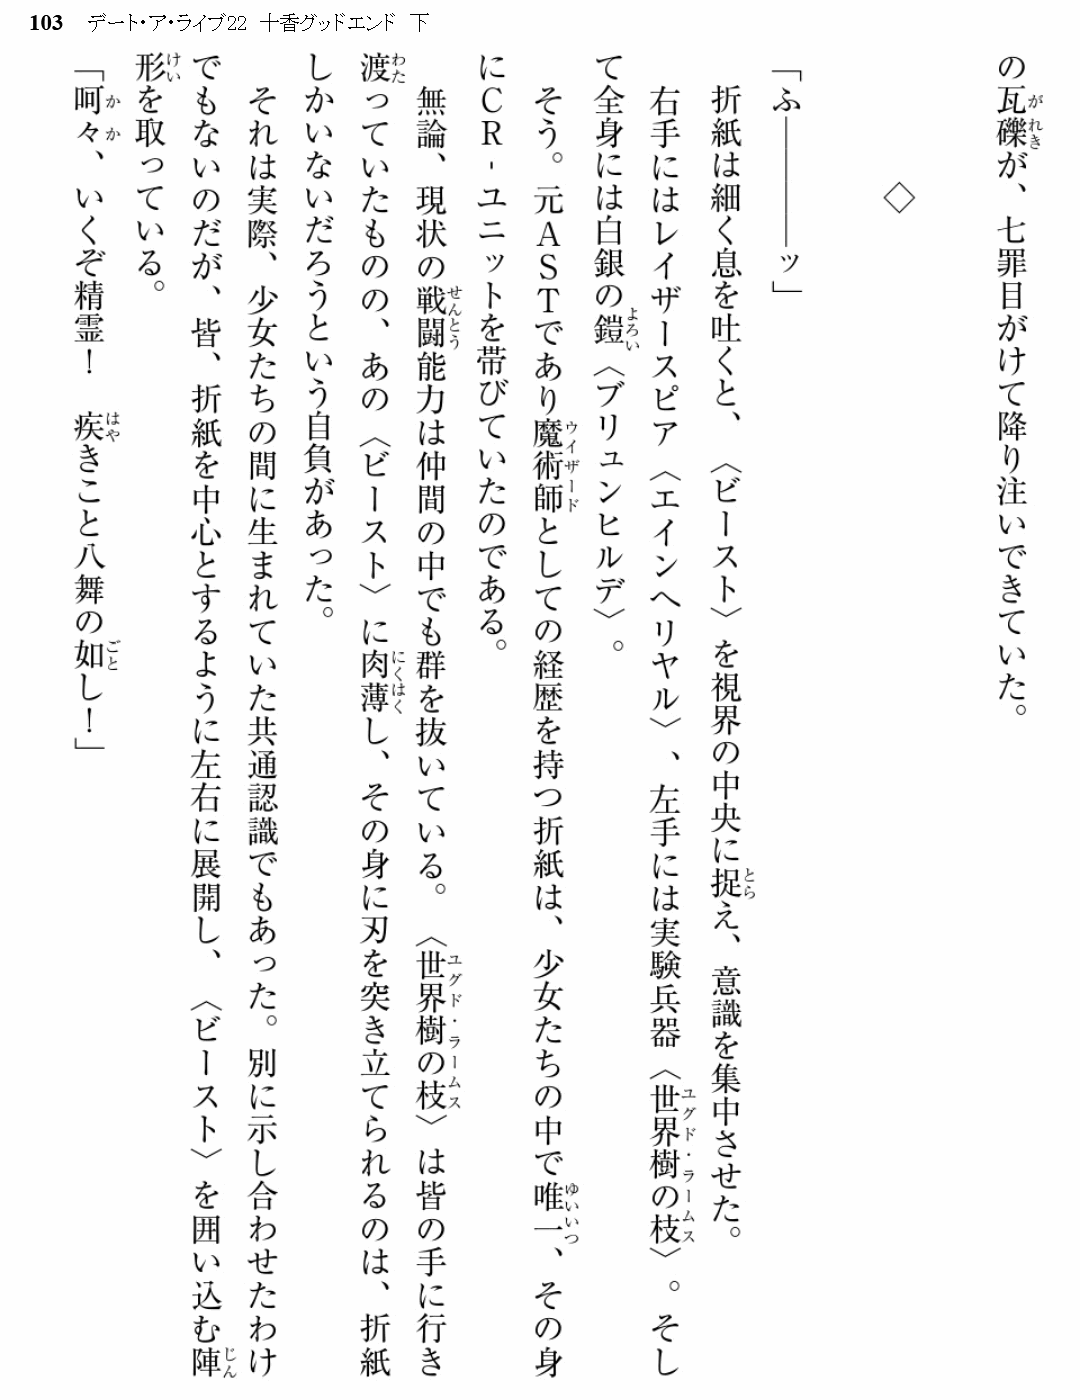 103 デート・ア・ライブ22 十香グッドエンド 下
の瓦礫が、七罪目がけて降り注いできていた。
◇
「ふ――――ッ」
折紙は細く息を吐くと、〈ビースト〉を視界の中央に捉え、意識を集中させた。
右手にはレイザースピア〈エインヘリヤル〉、左手には実験兵器〈世界樹の枝〉。そし
て全身には白銀の鎧〈ブリュンヒルデ〉。
そう。元ASTであり魔術師としての経歴を持つ折紙は、少女たちの中で唯一、その身
にCR-ユニットを帯びていたのである。
無論、現状の戦闘能力は仲間の中でも群を抜いている。〈世界樹の枝〉は皆の手に行き
渡っていたものの、あの〈ビースト〉に肉薄し、その身に刃を突き立てられるのは、折紙
しかいないだろうという自負があった。
それは実際、少女たちの間に生まれていた共通認識でもあった。別に示し合わせたわけ
でもないのだが、皆、折紙を中心とするように左右に展開し、〈ビースト〉を囲い込む陣
形を取っている。
「呵々、いくぞ精霊！ 疾きこと八舞の如し！」